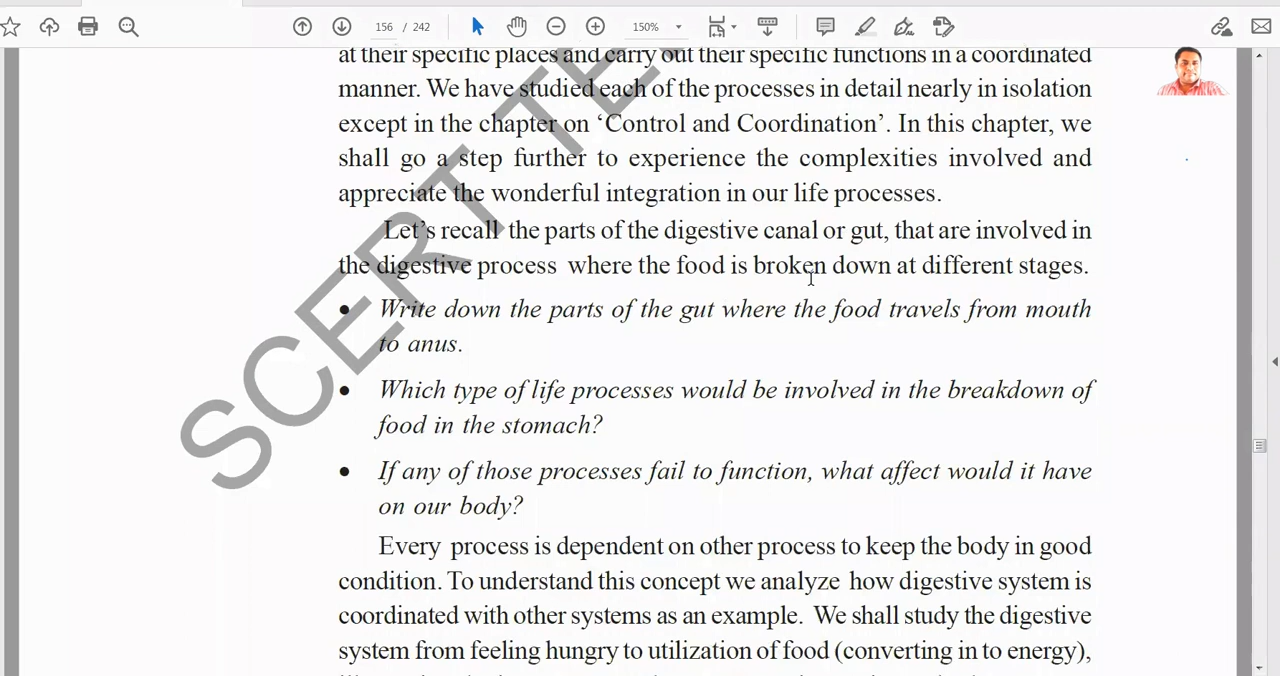 156 / 242
150%
at their specific places and carry out their specific functions in a coordinated
manner. We have studied each of the processes in detail nearly in isolation
except in the chapter on ‘Control and Coordination’. In this chapter, we
shall go a step further to experience the complexities involved and
appreciate the wonderful integration in our life processes.
Let’s recall the parts of the digestive canal or gut, that are involved in
the digestive process where the food is broken down at different stages.
• Write down the parts of the gut where the food travels from mouth
to anus.
• Which type of life processes would be involved in the breakdown of
food in the stomach?
• If any of those processes fail to function, what affect would it have
on our body?
Every process is dependent on other process to keep the body in good
condition. To understand this concept we analyze how digestive system is
coordinated with other systems as an example. We shall study the digestive
system from feeling hungry to utilization of food (converting in to energy),
SCERT TE